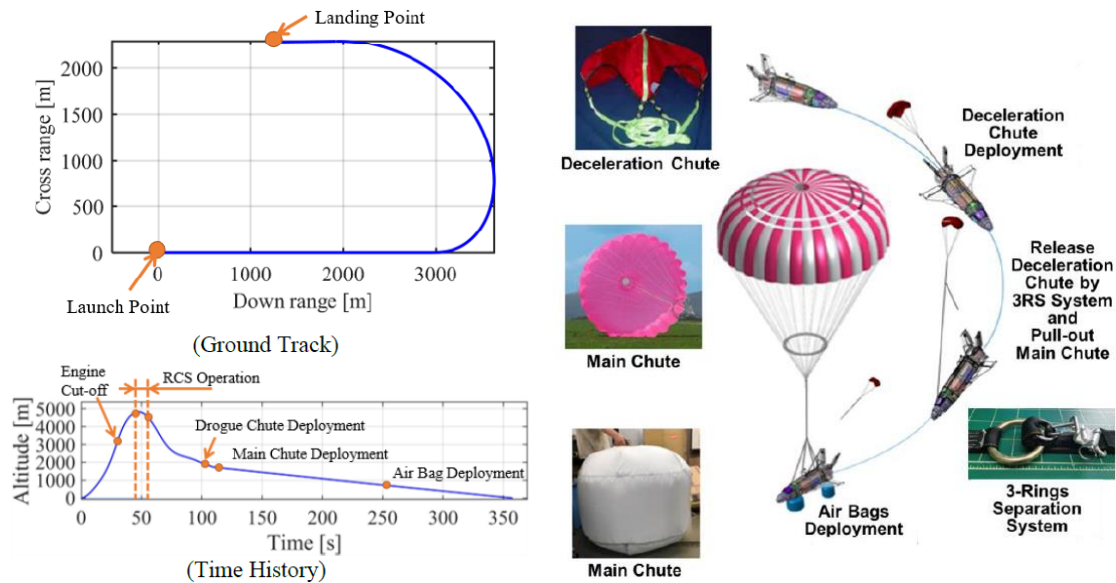 Landing Point
2000
1500
1000
500
0
Cross range [m]
0
1000
2000
3000
Down range [m]
Launch Point
(Ground Track)
Engine
Cut-off
RCS Operation
5000
4000
3000
2000
1000
0
Altitude [m]
Drogue Chute Deployment
Main Chute Deployment
Air Bag Deployment
0
50
100
150
200
250
300
350
Time [s]
(Time History)
Deceleration Chute
Main Chute
Main Chute
Deceleration
Chute
Deployment
Release
Deceleration
Chute by
3RS System
and
Pull-out
Main Chute
Air Bags
Deployment
3-Rings
Separation
System